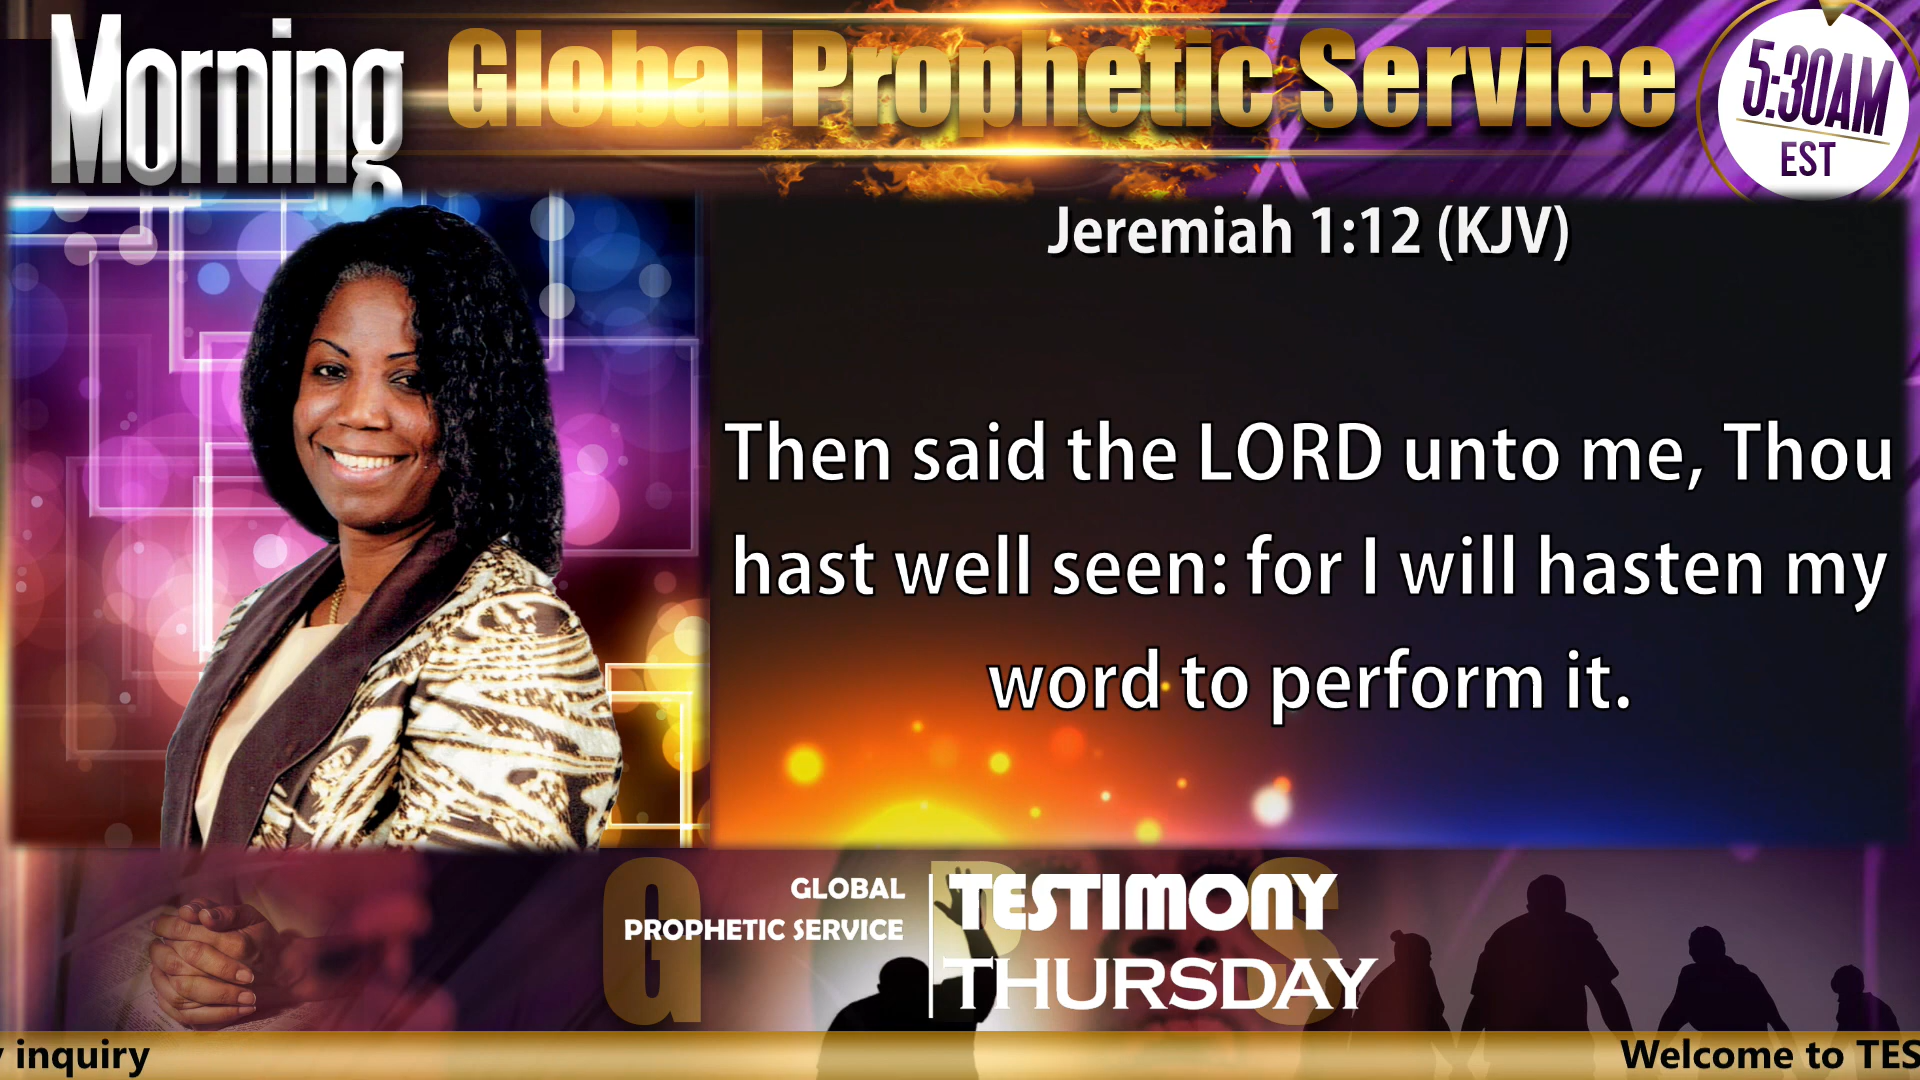 Morning
Global Prophetic Service
5:30AM
EST
Jeremiah 1:12 (KJV)
Then said the LORD unto me, Thou
hast well seen: for I will hasten my
word to perform it.
G P S
GLOBAL
PROPHETIC SERVICE
TESTIMONY
THURSDAY
inquiry
Welcome to TES